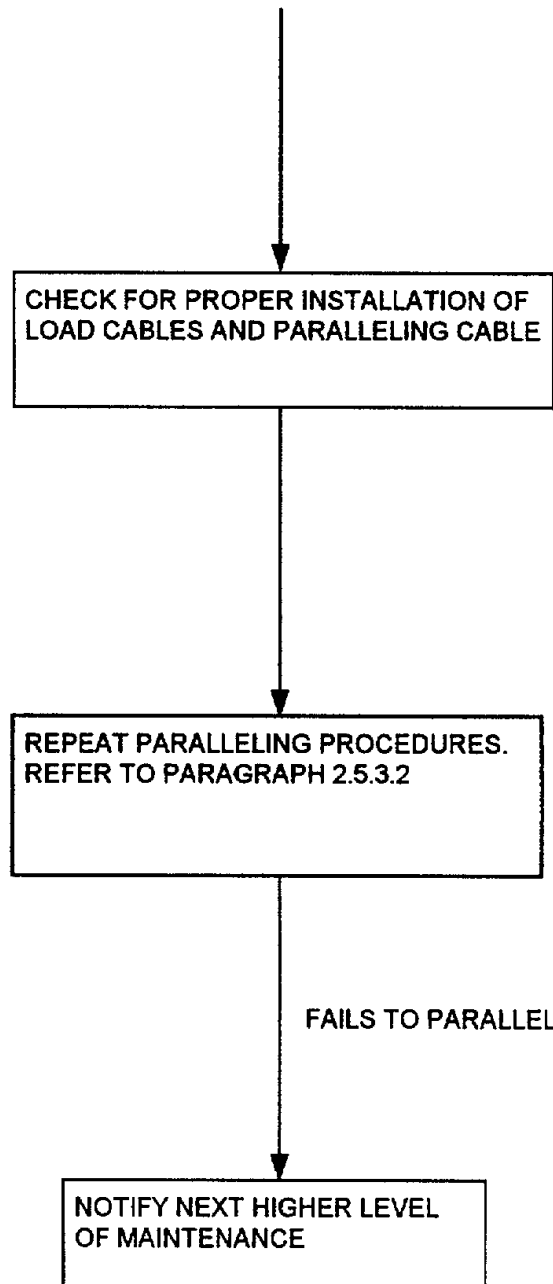 CHECK FOR PROPER INSTALLATION OF
LOAD CABLES AND PARALLELING CABLE
REPEAT PARALLELING PROCEDURES.
REFER TO PARAGRAPH 2.5.3.2
FAILS TO PARALLEL
NOTIFY NEXT HIGHER LEVEL
OF MAINTENANCE